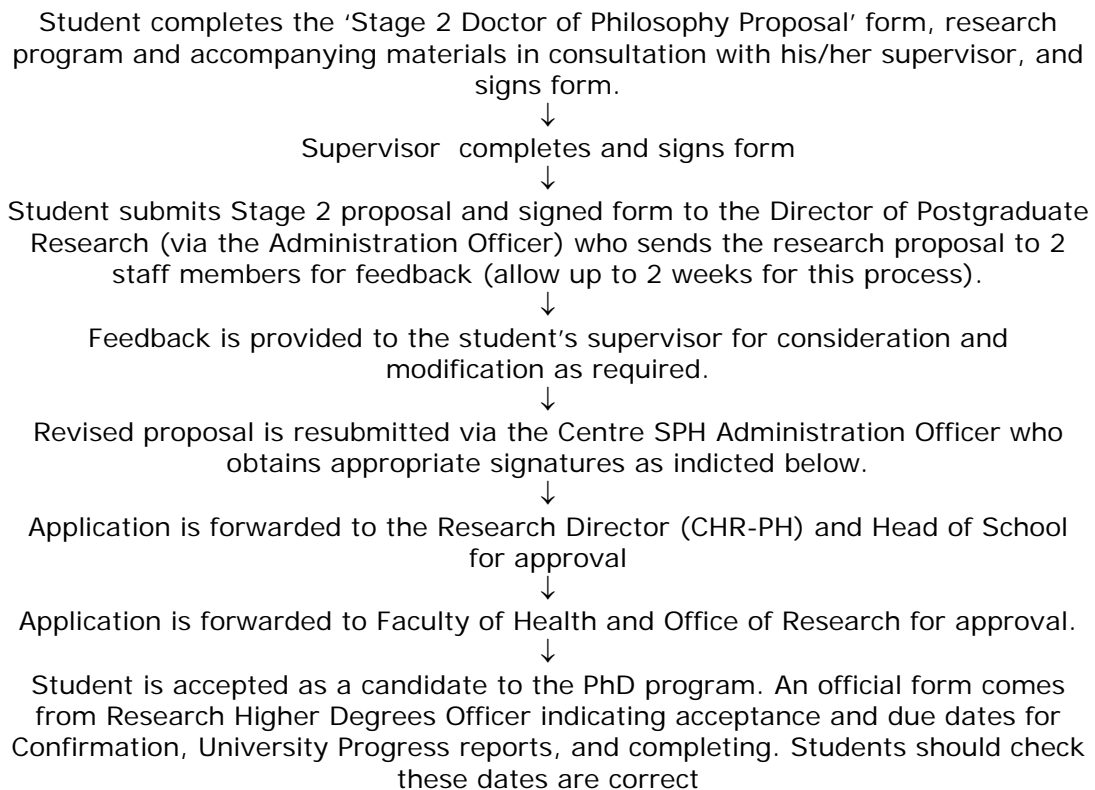 Student completes the ‘Stage 2 Doctor of Philosophy Proposal’ form, research
program and accompanying materials in consultation with his/her supervisor, and
signs form.
↓
Supervisor completes and signs form
↓
Student submits Stage 2 proposal and signed form to the Director of Postgraduate
Research (via the Administration Officer) who sends the research proposal to 2
staff members for feedback (allow up to 2 weeks for this process).
↓
Feedback is provided to the student’s supervisor for consideration and
modification as required.
↓
Revised proposal is resubmitted via the Centre SPH Administration Officer who
obtains appropriate signatures as indicted below.
↓
Application is forwarded to the Research Director (CHR-PH) and Head of School
for approval
↓
Application is forwarded to Faculty of Health and Office of Research for approval.
↓
Student is accepted as a candidate to the PhD program. An official form comes
from Research Higher Degrees Officer indicating acceptance and due dates for
Confirmation, University Progress reports, and completing. Students should check
these dates are correct